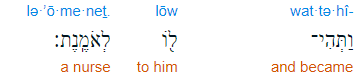 lə·’ō·me·neṯ. lōw wat·tə·hî-
וַתְּהִי־ ל֖וֹ לְאֹמֶֽנֶת׃
a nurse to him and became